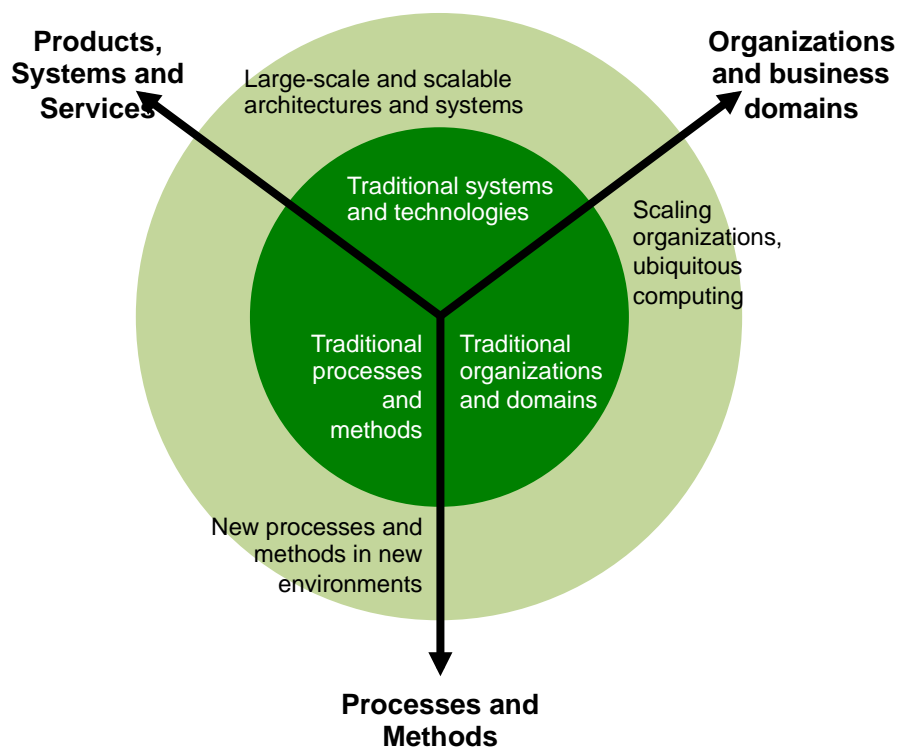 Products,
Systems and
Services
Organizations
and business
domains
Large-scale and scalable
architectures and systems
Traditional systems
and technologies
Scaling
organizations,
ubiquitous
computing
Traditional
processes
and
methods
Traditional
organizations
and domains
New processes and
methods in new
environments
Processes and
Methods